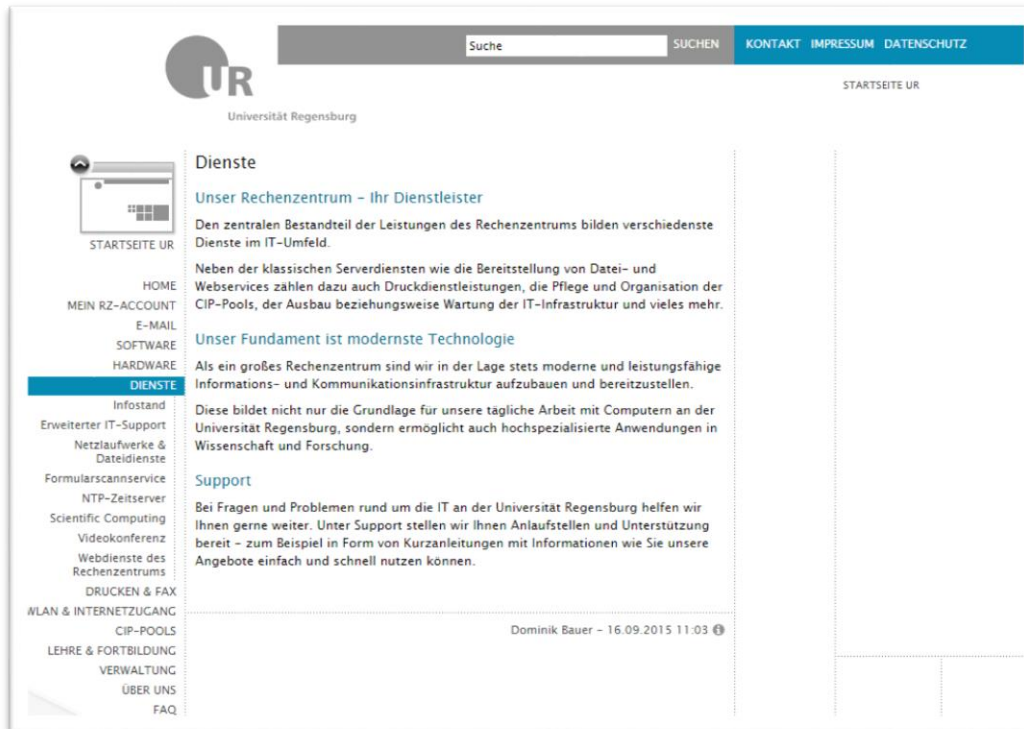 Suche
SUCHEN
KONTAKT IMPRESSUM DATENSCHUTZ
UR
STARTSEITE UR
Universität Regensburg
STARTSEITE UR
HOME
MEIN RZ-ACCOUNT
E-MAIL
SOFTWARE
HARDWARE
DIENSTE
Infostand
Erweiterter IT-Support
Netzlaufwerke &
Dateidienste
Formularscannservice
NTP-Zeitserver
Scientific Computing
Videokonferenz
Webdienste des
Rechenzentrums
DRUCKEN & FAX
WLAN & INTERNETZUGANG
CIP-POOLS
LEHRE & FORTBILDUNG
VERWALTUNG
ÜBER UNS
FAQ
Dienste
Unser Rechenzentrum – Ihr Dienstleister
Den zentralen Bestandteil der Leistungen des Rechenzentrums bilden verschiedenste
Dienste im IT-Umfeld.
Neben der klassischen Serverdiensten wie die Bereitstellung von Datei- und
Webservices zählen dazu auch Druckdienstleistungen, die Pflege und Organisation der
CIP-Pools, der Ausbau beziehungsweise Wartung der IT-Infrastruktur und vieles mehr.
Unser Fundament ist modernste Technologie
Als ein großes Rechenzentrum sind wir in der Lage stets moderne und leistungsfähige
Informations- und Kommunikationsinfrastruktur aufzubauen und bereitzustellen.
Diese bildet nicht nur die Grundlage für unsere tägliche Arbeit mit Computern an der
Universität Regensburg, sondern ermöglicht auch hochspezialisierte Anwendungen in
Wissenschaft und Forschung.
Support
Bei Fragen und Problemen rund um die IT an der Universität Regensburg helfen wir
Ihnen gerne weiter. Unter Support stellen wir Ihnen Anlaufstellen und Unterstützung
bereit – zum Beispiel in Form von Kurzanleitungen mit Informationen wie Sie unsere
Angebote einfach und schnell nutzen können.
Dominik Bauer – 16.09.2015 11:03